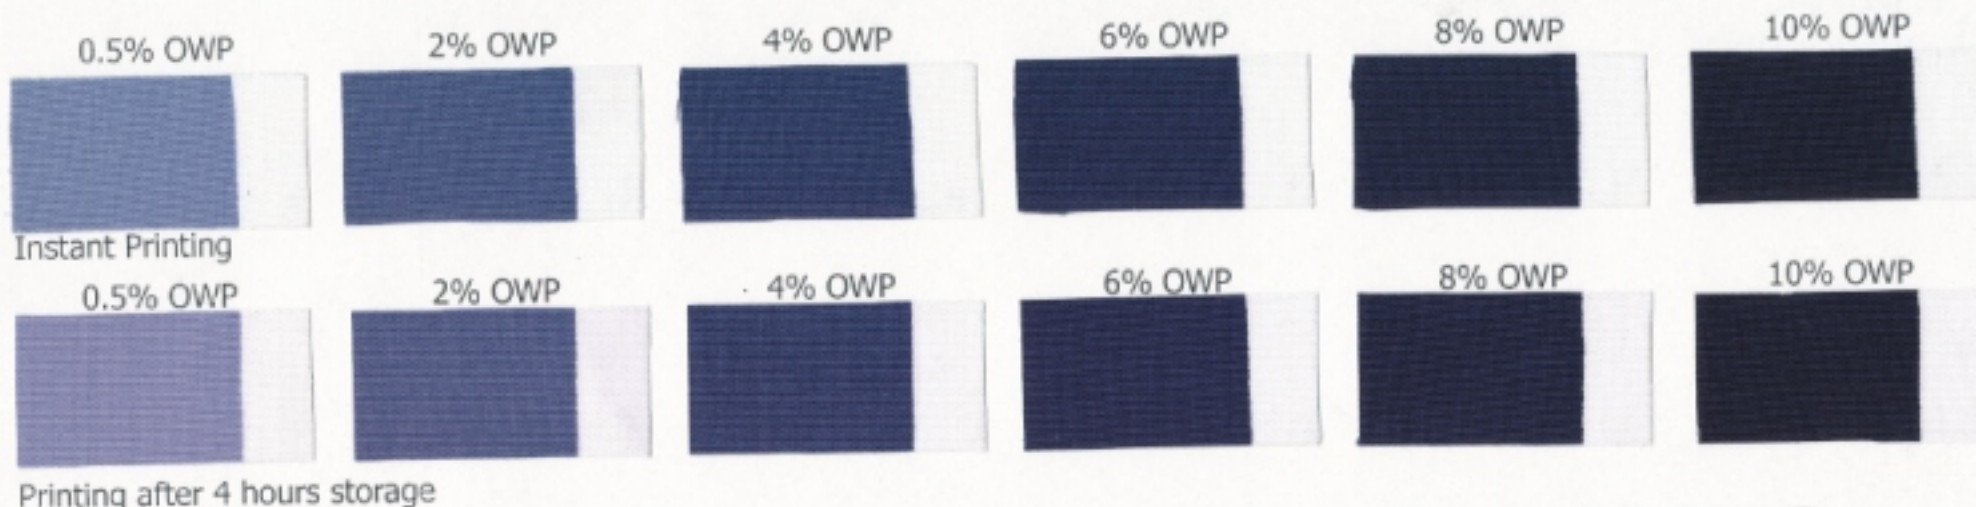 0.5% OWP 2% OWP 4% OWP 6% OWP 8% OWP 10% OWP
Instant Printing
0.5% OWP 2% OWP 4% OWP 6% OWP 8% OWP 10% OWP
Printing after 4 hours storage